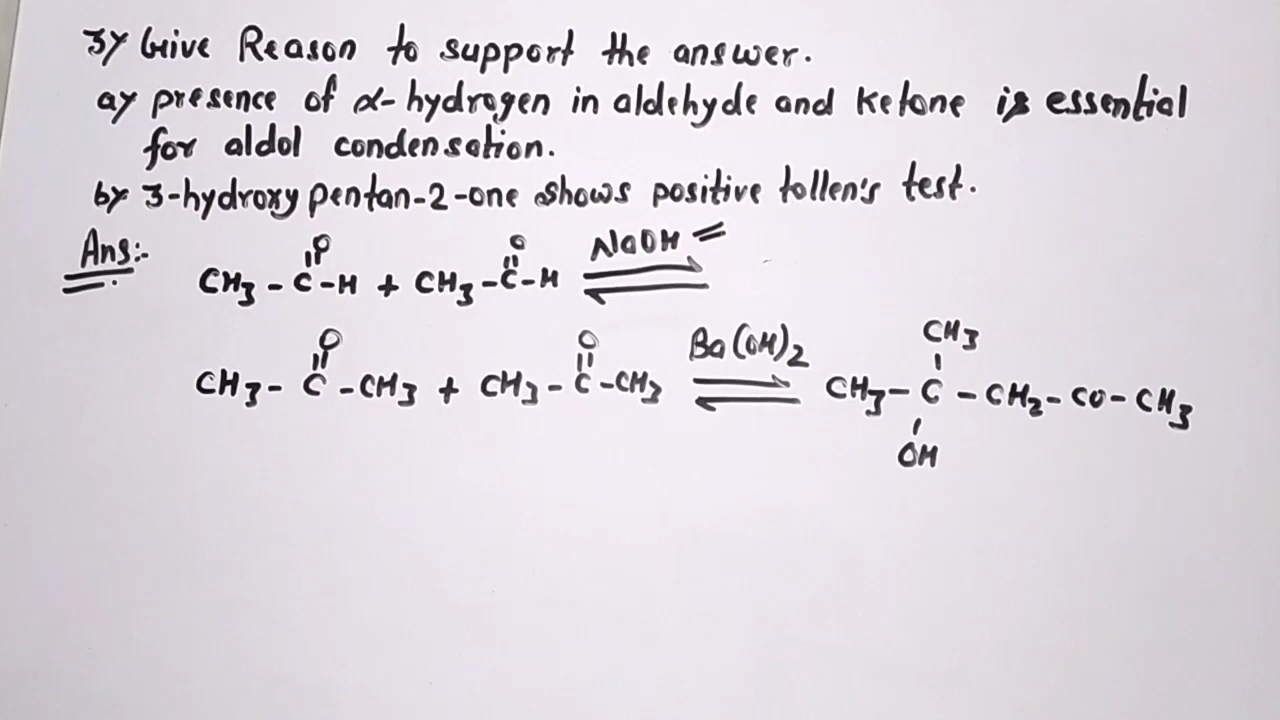 3) Give Reason to support the answer.
a) presence of α-hydrogen in aldehyde and ketone is essential
for aldol condensation.
b) 3-hydroxy pentan-2-one shows positive tollen's test.
Ans:-
CH3 - C(=O) - H + CH3 - C(=O) - H ⇌ NaOH
CH3 - C(=O) - CH3 + CH3 - C(=O) - CH3 ⇌ Ba(OH)2 CH3 - C(CH3)(OH) - CH2 - CO - CH3